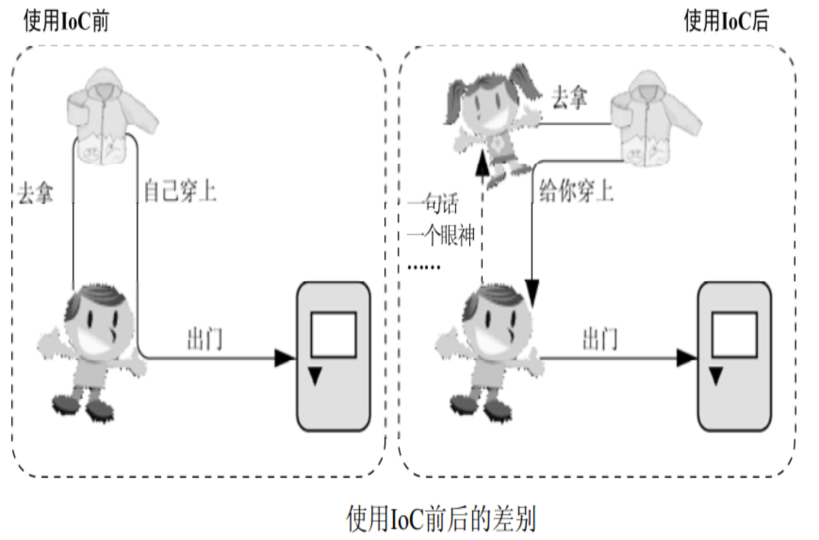 使用IoC前
使用IoC后
去拿
自己穿上
出门
去拿
给你穿上
一句话
一个眼神
……
出门
使用IoC前后的差别